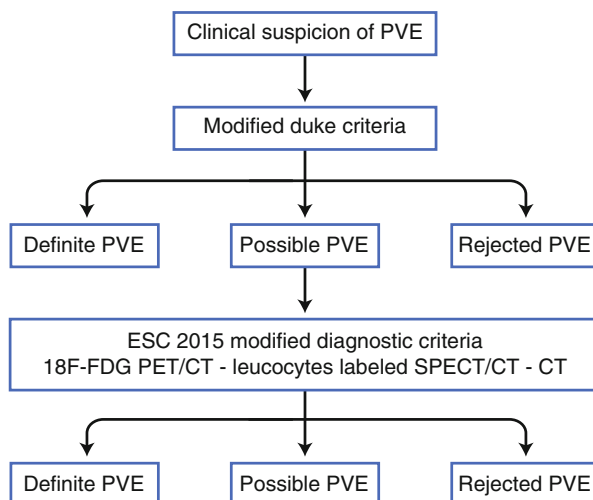 Clinical suspicion of PVE
Modified duke criteria
Definite PVE
Possible PVE
Rejected PVE
ESC 2015 modified diagnostic criteria
18F-FDG PET/CT - leucocytes labeled SPECT/CT - CT
Definite PVE
Possible PVE
Rejected PVE